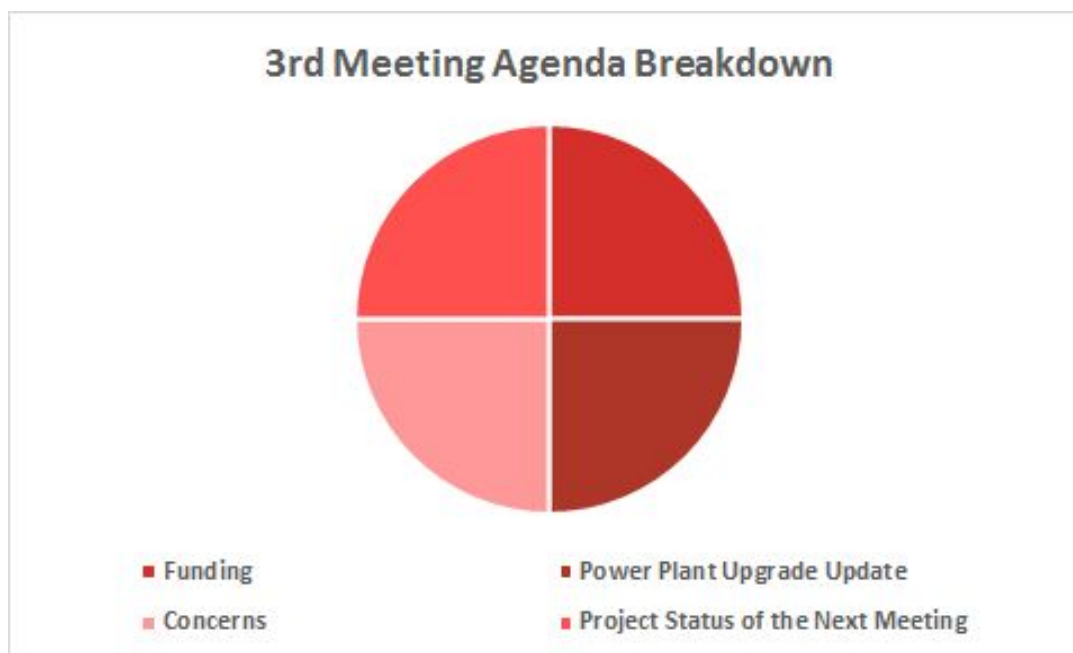 3rd Meeting Agenda Breakdown
Funding
Power Plant Upgrade Update
Concerns
Project Status of the Next Meeting